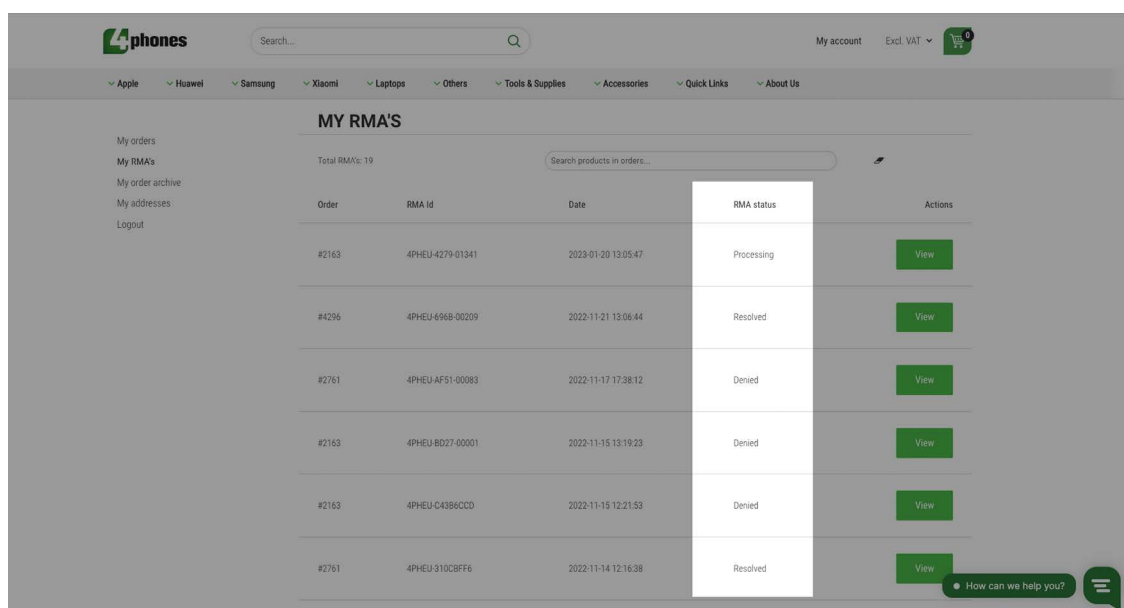 4phones
Search...
My account Excl. VAT 0
Apple Huawei Samsung Xiaomi Laptops Others Tools & Supplies Accessories Quick Links About Us
MY RMA'S
My orders
My RMA's
My order archive
My addresses
Logout
Total RMA's: 19 Search products in orders...
Order RMA Id Date RMA status Actions
#2163 4PHEU-4279-01341 2023-01-20 13:05:47 Processing View
#4296 4PHEU-696B-00209 2022-11-21 13:06:44 Resolved View
#2761 4PHEU-AF51-00083 2022-11-17 17:38:12 Denied View
#2163 4PHEU-BD27-00001 2022-11-15 13:19:23 Denied View
#2163 4PHEU-C43B6CCD 2022-11-15 12:21:53 Denied View
#2761 4PHEU-310CBFF6 2022-11-14 12:16:38 Resolved View
How can we help you?